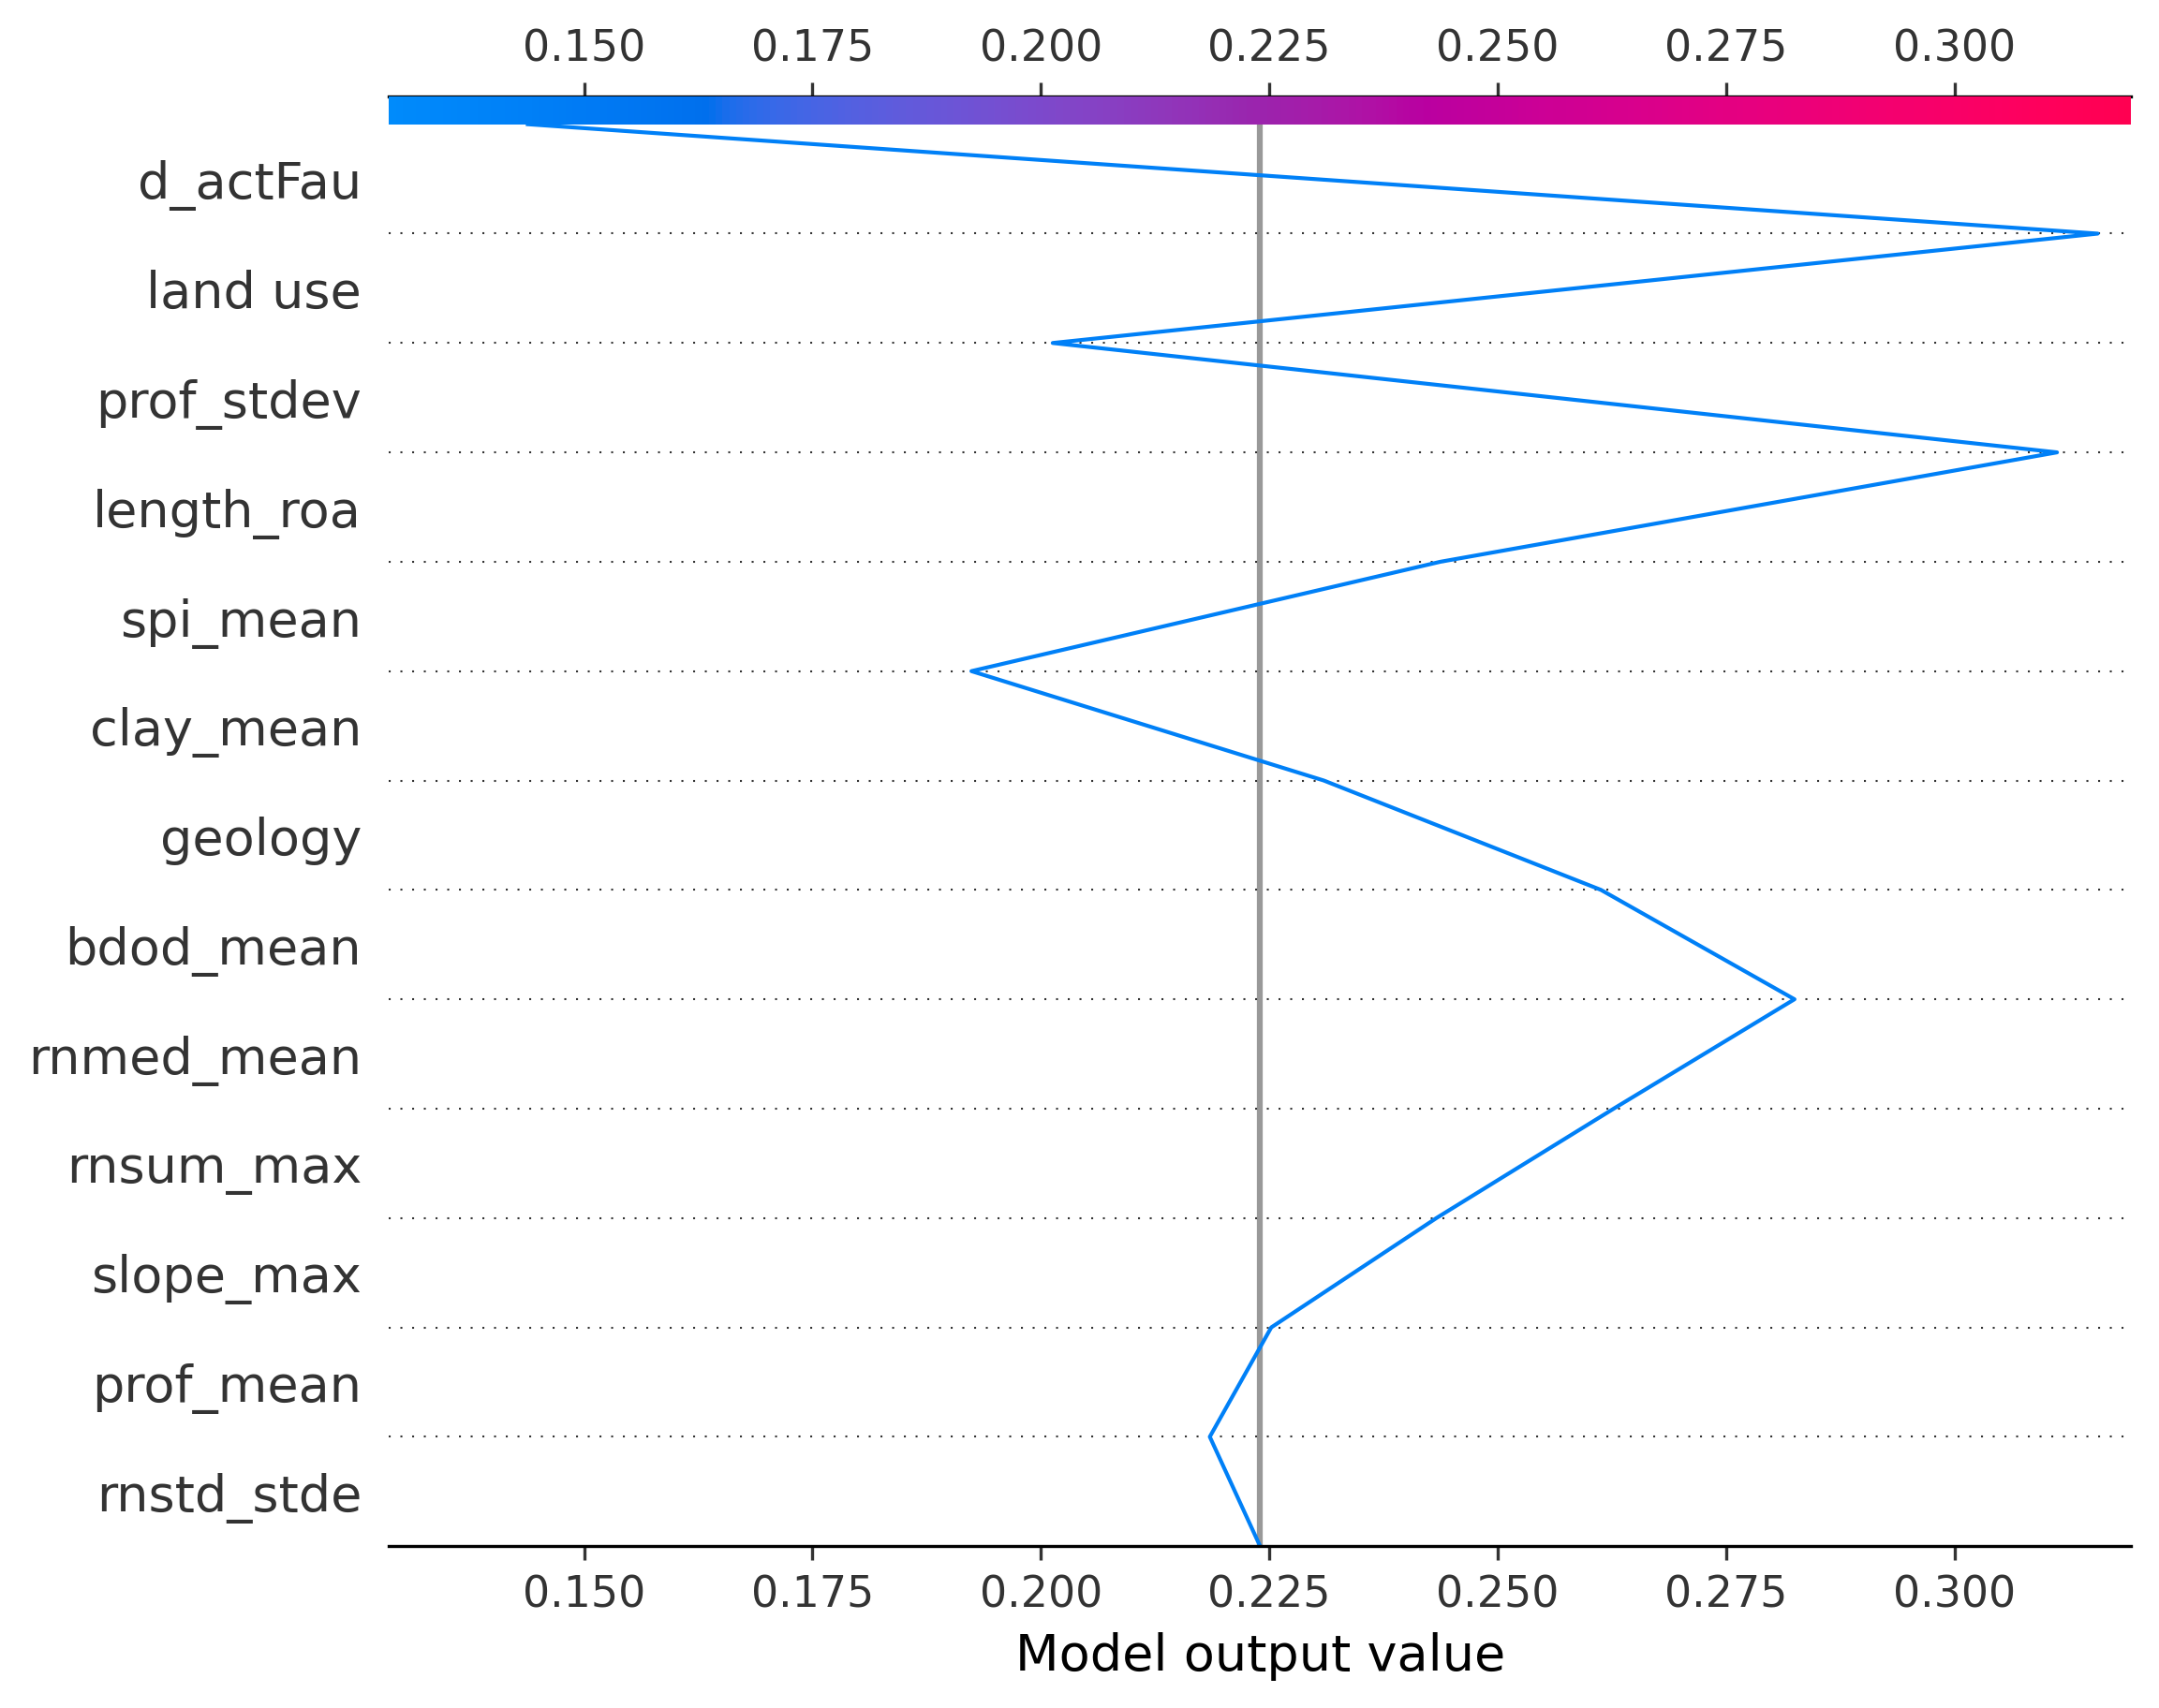 0.150 0.175 0.200 0.225 0.250 0.275 0.300
d_actFau
land use
prof_stdev
length_roa
spi_mean
clay_mean
geology
bdod_mean
rnmed_mean
rnsum_max
slope_max
prof_mean
rnstd_stde
0.150 0.175 0.200 0.225 0.250 0.275 0.300
Model output value